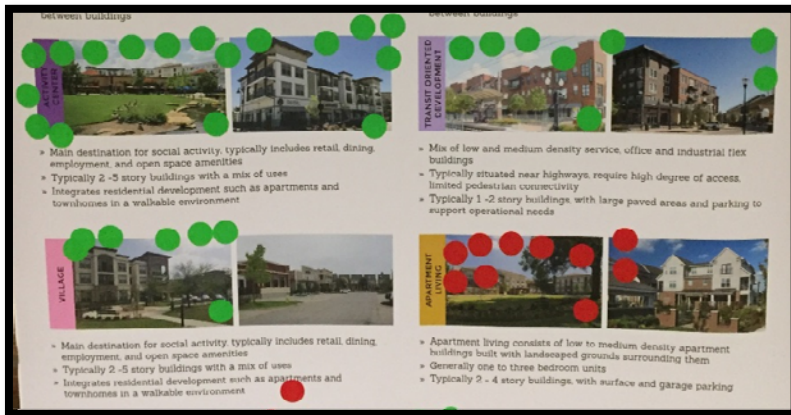 between buildings
between buildings
ACTIVITY
CENTER
» Main destination for social activity, typically includes retail, dining,
employment, and open space amenities
» Typically 2 -5 story buildings with a mix of uses
» Integrates residential development such as apartments and
townhomes in a walkable environment
TRANSIT ORIENTED
DEVELOPMENT
» Mix of low and medium density service, office and industrial flex
buildings
» Typically situated near highways, require high degree of access,
limited pedestrian connectivity
» Typically 1 -2 story buildings, with large paved areas and parking to
support operational needs
VILLAGE
» Main destination for social activity, typically includes retail, dining,
employment, and open space amenities
» Typically 2 -5 story buildings with a mix of uses
» Integrates residential development such as apartments and
townhomes in a walkable environment
APARTMENT
LIVING
» Apartment living consists of low to medium density apartment
buildings built with landscaped grounds surrounding them
» Generally one to three bedroom units
» Typically 2 - 4 story buildings, with surface and garage parking